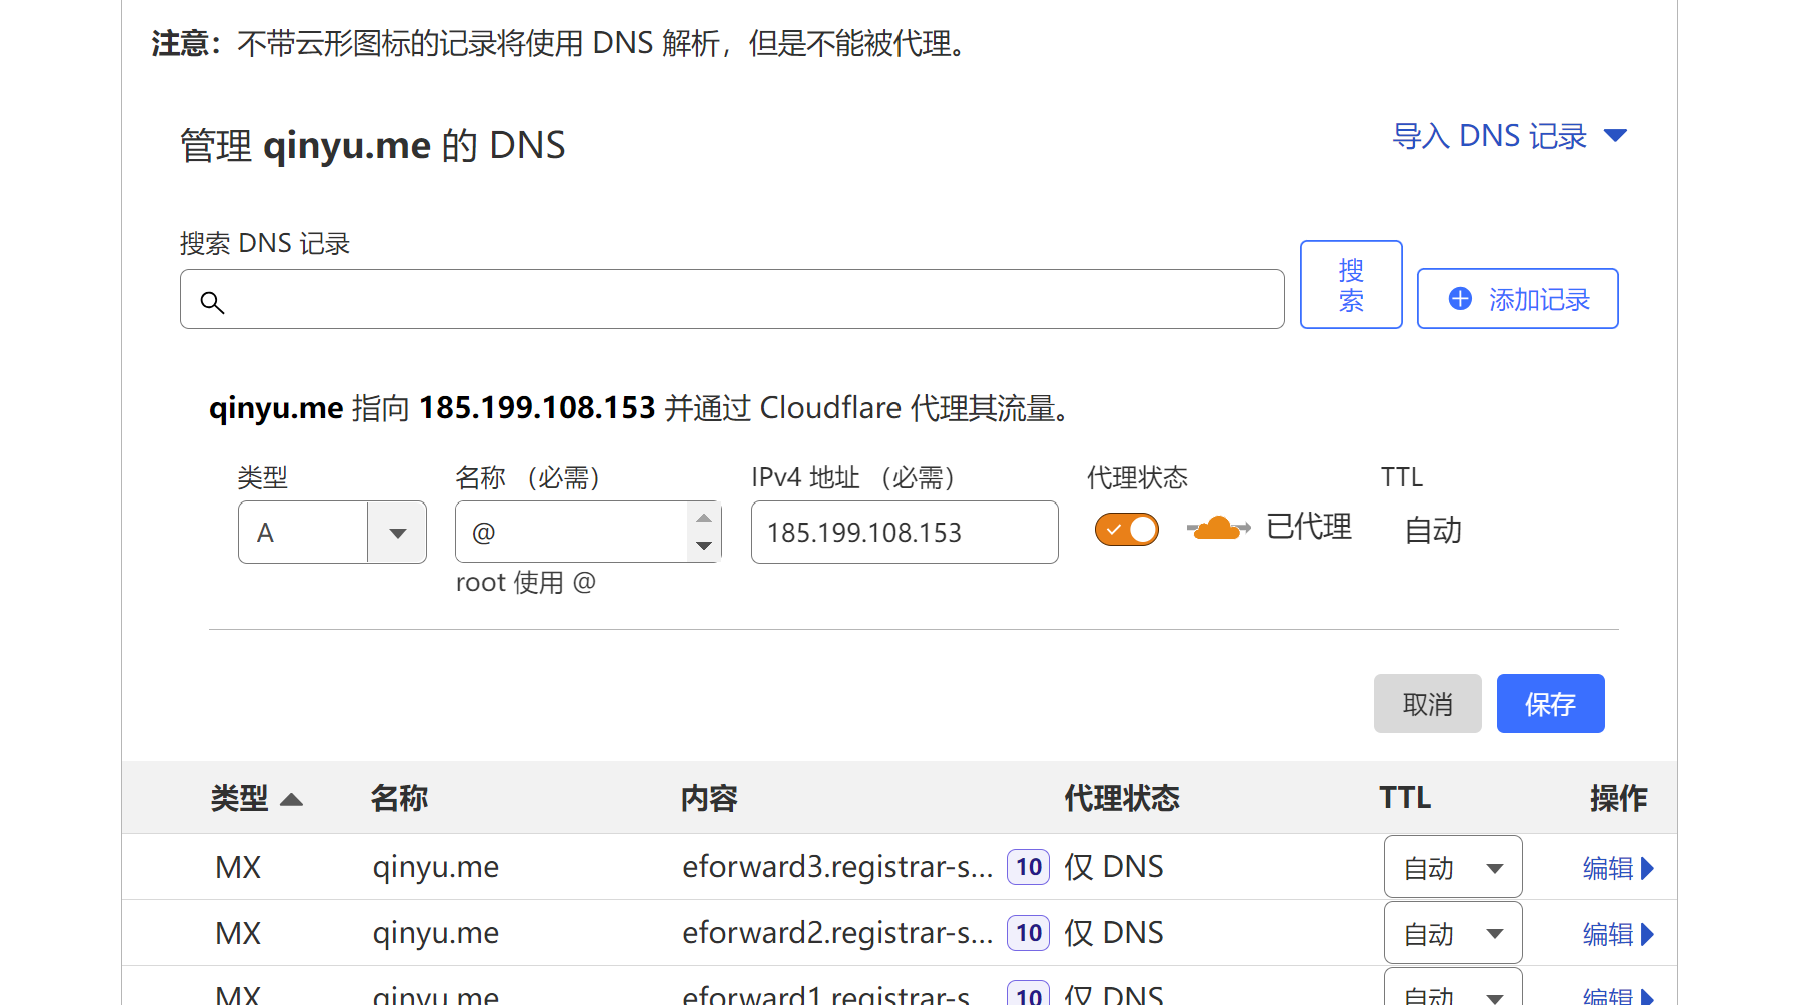 注意：不带云形图标的记录将使用 DNS 解析，但是不能被代理。
管理 qinyu.me 的 DNS
导入 DNS 记录
搜索 DNS 记录
搜索
添加记录
qinyu.me 指向 185.199.108.153 并通过 Cloudflare 代理其流量。
类型 名称 （必需） IPv4 地址 （必需） 代理状态 TTL
A @ 185.199.108.153 已代理 自动
root 使用 @
取消 保存
类型 名称 内容 代理状态 TTL 操作
MX qinyu.me eforward3.registrar-s... 10 仅 DNS 自动 编辑
MX qinyu.me eforward2.registrar-s... 10 仅 DNS 自动 编辑
MX qinyu.me eforward1.registrar-s... 10 仅 DNS 自动 编辑